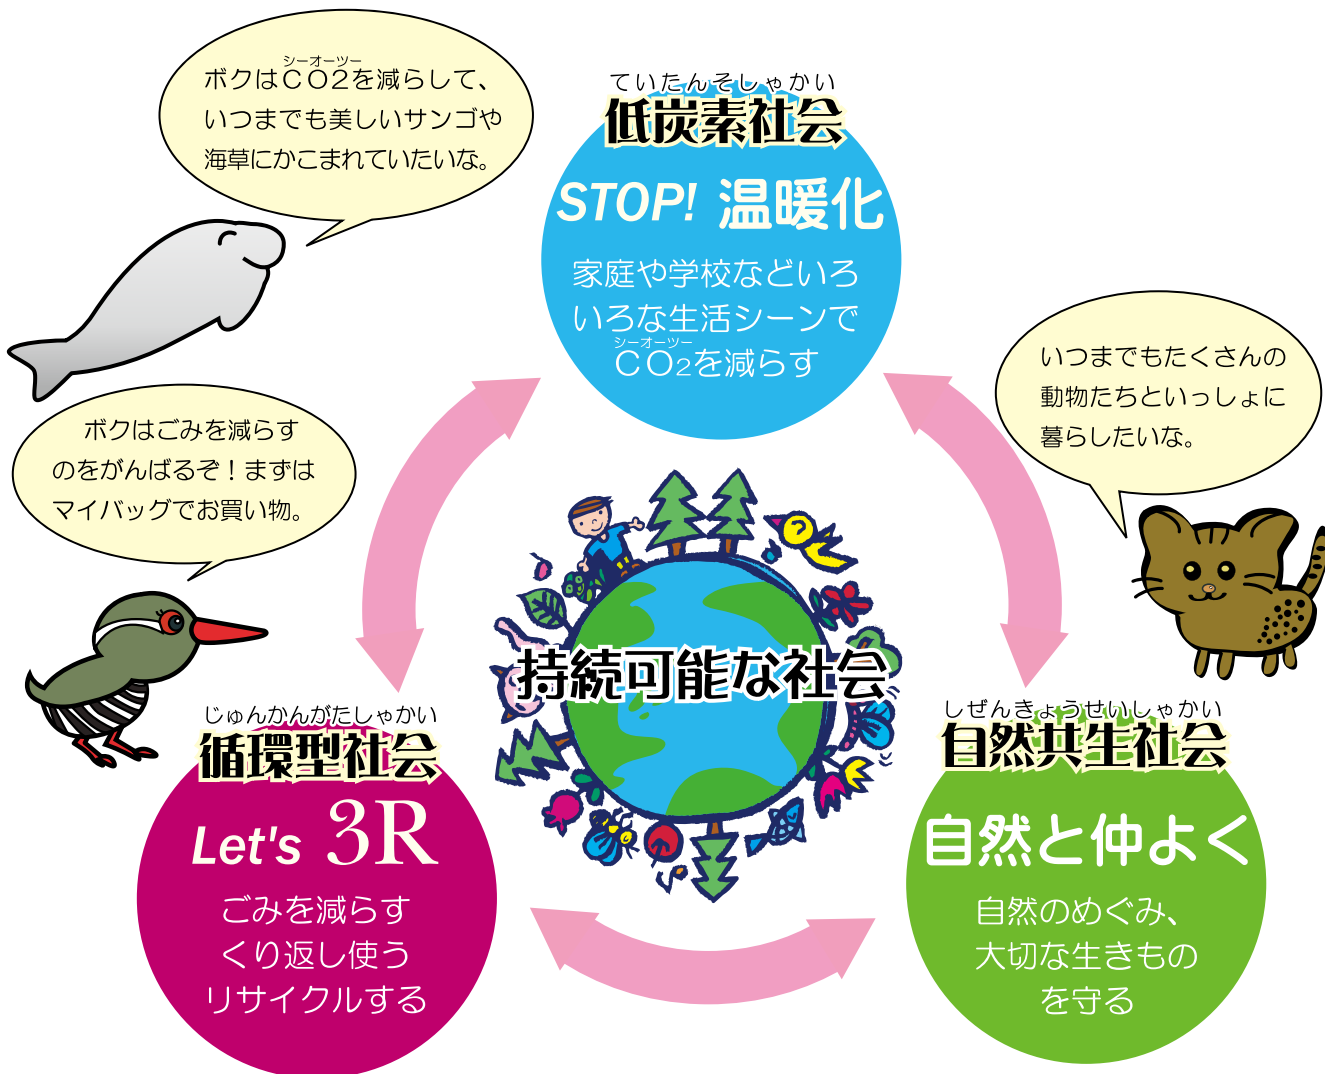 シーオーツー
ボクはCO2を減らして、
いつまでも美しいサンゴや
海草にかこまれていたいな。
ていたんそしゃかい
低炭素社会
STOP! 温暖化
家庭や学校などいろ
いろな生活シーンで
シーオーツー
CO2を減らす
いつまでもたくさんの
動物たちといっしょに
暮らしたいな。
ボクはごみを減らす
のをがんばるぞ!まずは
マイバッグでお買い物。
持続可能な社会
じゅんかんがたしゃかい
循環型社会
Let's 3R
ごみを減らす
くり返し使う
リサイクルする
しぜんきょうせいしゃかい
自然共生社会
自然と仲よく
自然のめぐみ、
大切な生きもの
を守る